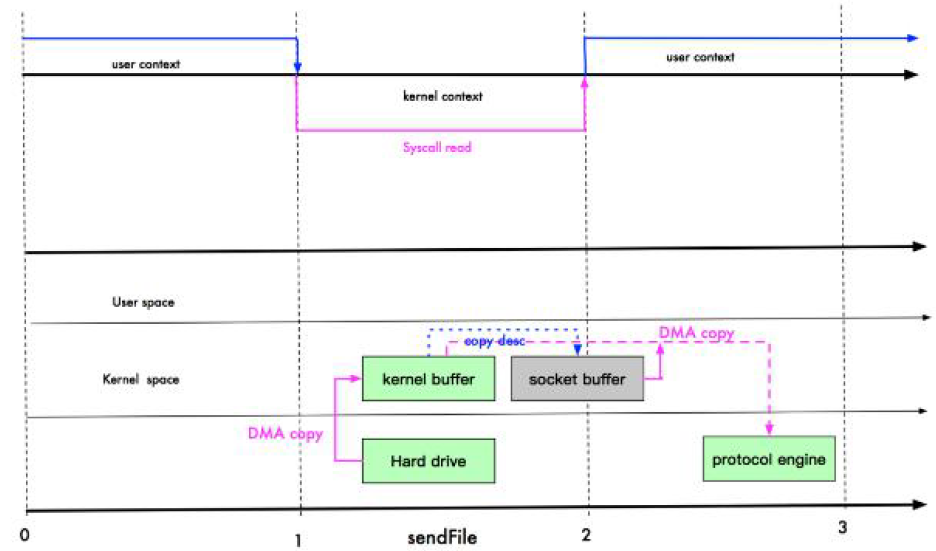 user context
user context
kernel context
Syscall read
User space
DMA copy
copy desc
Kernel space
kernel buffer
socket buffer
DMA copy
Hard drive
protocol engine
0
1
sendFile
2
3